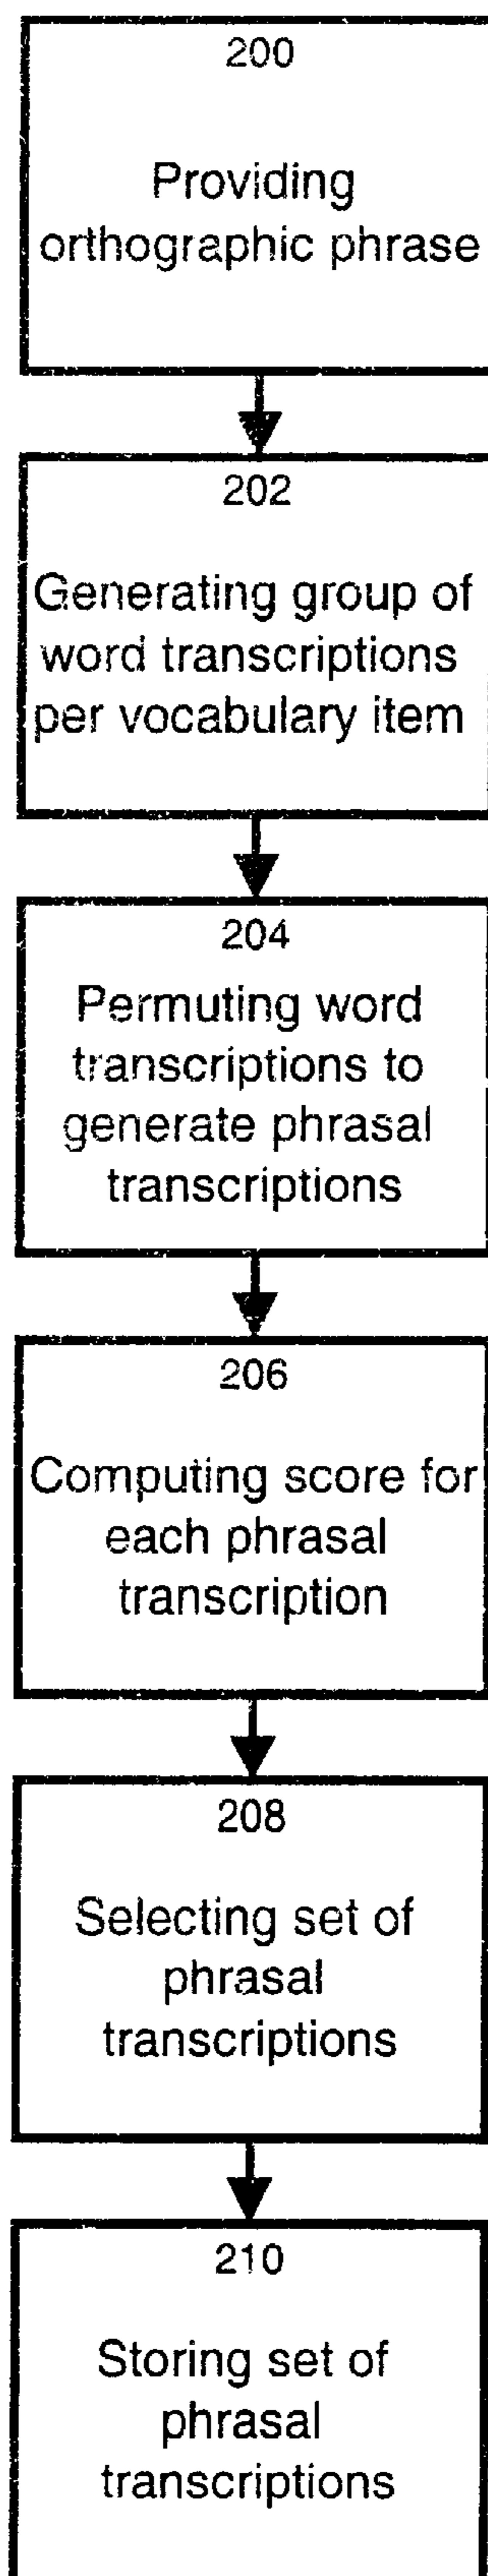 200
Providing
orthographic phrase
202
Generating group of
word transcriptions
per vocabulary item
204
Permuting word
transcriptions to
generate phrasal
transcriptions
206
Computing score for
each phrasal
transcription
208
Selecting set of
phrasal
transcriptions
210
Storing set of
phrasal
transcriptions